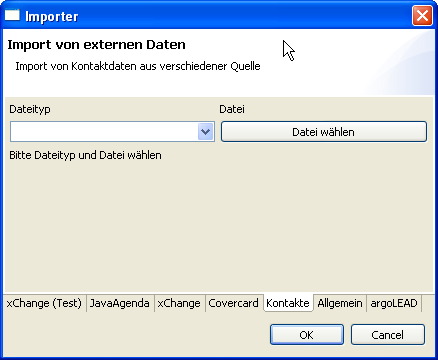 Importer
Import von externen Daten
Import von Kontaktdaten aus verschiedener Quelle
Dateityp Datei
Datei wählen
Bitte Dateityp und Datei wählen
xChange (Test) JavaAgenda xChange Covercard Kontakte Allgemein argoLEAD
OK Cancel